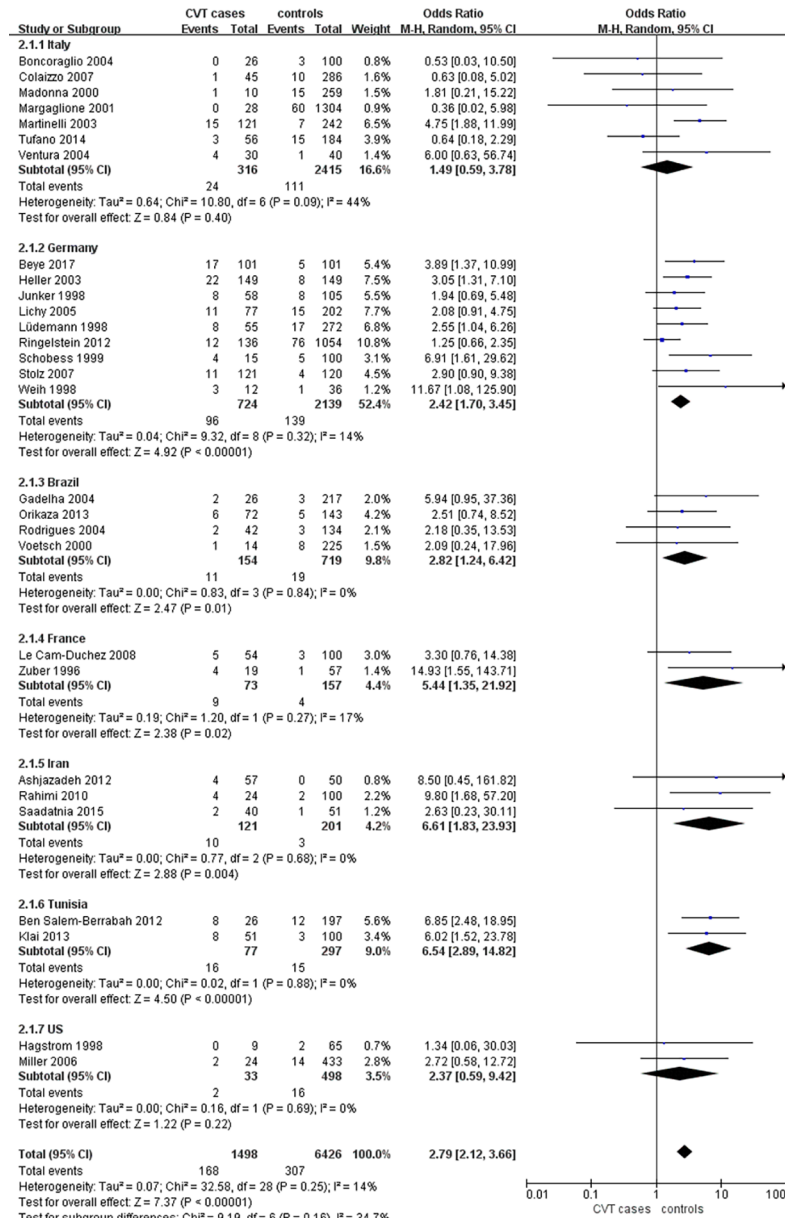 CVT cases controls Odds Ratio Odds Ratio
Study or Subgroup Events Total Events Total Weight M-H, Random, 95% CI M-H, Random, 95% CI
2.1.1 Italy
Boncoraglio 2004 0 26 3 100 0.8% 0.53 [0.03, 10.50]
Colaizzo 2007 1 45 10 286 1.6% 0.63 [0.08, 5.02]
Madonna 2000 1 10 15 259 1.5% 1.81 [0.21, 15.22]
Margaglione 2001 0 28 60 1304 0.9% 0.36 [0.02, 5.98]
Martinelli 2003 15 121 7 242 6.5% 4.75 [1.88, 11.99]
Tufano 2014 3 56 15 184 4.0% 0.64 [0.18, 2.29]
Ventura 2004 4 30 1 40 1.4% 6.00 [0.63, 56.74]
Subtotal (95% CI) 316 2415 16.6% 1.49 [0.59, 3.78]
Total events 24 111
Heterogeneity: Tau² = 0.64; Chi² = 10.80, df = 6 (P = 0.09); I² = 44%
Test for overall effect: Z = 0.84 (P = 0.40)
2.1.2 Germany
Beye 2017 17 101 5 101 5.4% 3.89 [1.37, 10.99]
Heller 2003 22 149 8 149 7.5% 3.05 [1.31, 7.10]
Junker 1998 8 58 8 105 5.5% 1.94 [0.69, 5.48]
Lichy 2005 11 77 15 202 7.9% 2.08 [0.91, 4.75]
Lüdemann 1998 8 55 17 272 6.8% 2.55 [1.04, 6.26]
Ringelstein 2012 12 136 76 1054 10.8% 1.25 [0.66, 2.35]
Schobess 1999 4 15 5 100 3.1% 6.91 [1.61, 29.62]
Stolz 2007 11 121 4 120 4.5% 2.90 [0.90, 9.38]
Weih 1998 3 12 1 36 1.2% 11.67 [1.08, 125.90]
Subtotal (95% CI) 724 2139 52.4% 2.42 [1.70, 3.45]
Total events 96 139
Heterogeneity: Tau² = 0.04; Chi² = 9.32, df = 8 (P = 0.32); I² = 14%
Test for overall effect: Z = 4.92 (P < 0.00001)
2.1.3 Brazil
Gadelha 2004 2 26 3 217 2.0% 5.94 [0.95, 37.36]
Orikaza 2013 6 72 5 143 4.2% 2.51 [0.74, 8.52]
Rodrigues 2004 2 42 3 134 2.1% 2.18 [0.35, 13.53]
Voetsch 2000 1 14 8 225 1.5% 2.09 [0.24, 17.96]
Subtotal (95% CI) 154 719 9.8% 2.82 [1.24, 6.42]
Total events 11 19
Heterogeneity: Tau² = 0.00; Chi² = 0.83, df = 3 (P = 0.84); I² = 0%
Test for overall effect: Z = 2.47 (P = 0.01)
2.1.4 France
Le Cam-Duchez 2008 5 54 3 100 3.0% 3.30 [0.76, 14.38]
Zuber 1996 4 19 1 57 1.4% 14.93 [1.55, 143.71]
Subtotal (95% CI) 73 157 4.4% 5.44 [1.35, 21.92]
Total events 9 4
Heterogeneity: Tau² = 0.19; Chi² = 1.20, df = 1 (P = 0.27); I² = 17%
Test for overall effect: Z = 2.38 (P = 0.02)
2.1.5 Iran
Ashjazadeh 2012 4 57 0 50 0.8% 8.50 [0.45, 161.82]
Rahimi 2010 4 24 2 100 2.2% 9.80 [1.68, 57.20]
Saadatnia 2015 2 40 1 51 1.2% 2.63 [0.23, 30.11]
Subtotal (95% CI) 121 201 4.2% 6.61 [1.83, 23.93]
Total events 10 3
Heterogeneity: Tau² = 0.00; Chi² = 0.77, df = 2 (P = 0.68); I² = 0%
Test for overall effect: Z = 2.88 (P = 0.004)
2.1.6 Tunisia
Ben Salem-Berrabah 2012 8 26 12 197 5.6% 6.85 [2.48, 18.95]
Klai 2013 8 51 3 100 3.4% 6.02 [1.52, 23.78]
Subtotal (95% CI) 77 297 9.0% 6.54 [2.89, 14.82]
Total events 16 15
Heterogeneity: Tau² = 0.00; Chi² = 0.02, df = 1 (P = 0.88); I² = 0%
Test for overall effect: Z = 4.50 (P < 0.00001)
2.1.7 US
Hagstrom 1998 0 9 2 65 0.7% 1.34 [0.06, 30.03]
Miller 2006 2 24 14 433 2.8% 2.72 [0.58, 12.72]
Subtotal (95% CI) 33 498 3.5% 2.37 [0.59, 9.42]
Total events 2 16
Heterogeneity: Tau² = 0.00; Chi² = 0.16, df = 1 (P = 0.69); I² = 0%
Test for overall effect: Z = 1.22 (P = 0.22)
Total (95% CI) 1498 6426 100.0% 2.79 [2.12, 3.66]
Total events 168 307
Heterogeneity: Tau² = 0.07; Chi² = 32.58, df = 28 (P = 0.25); I² = 14%
Test for overall effect: Z = 7.37 (P < 0.00001)
Test for subgroup differences: Chi² = 9.19, df = 6 (P = 0.16), I² = 34.7%
0.01 0.1 1 10 100
CVT cases controls